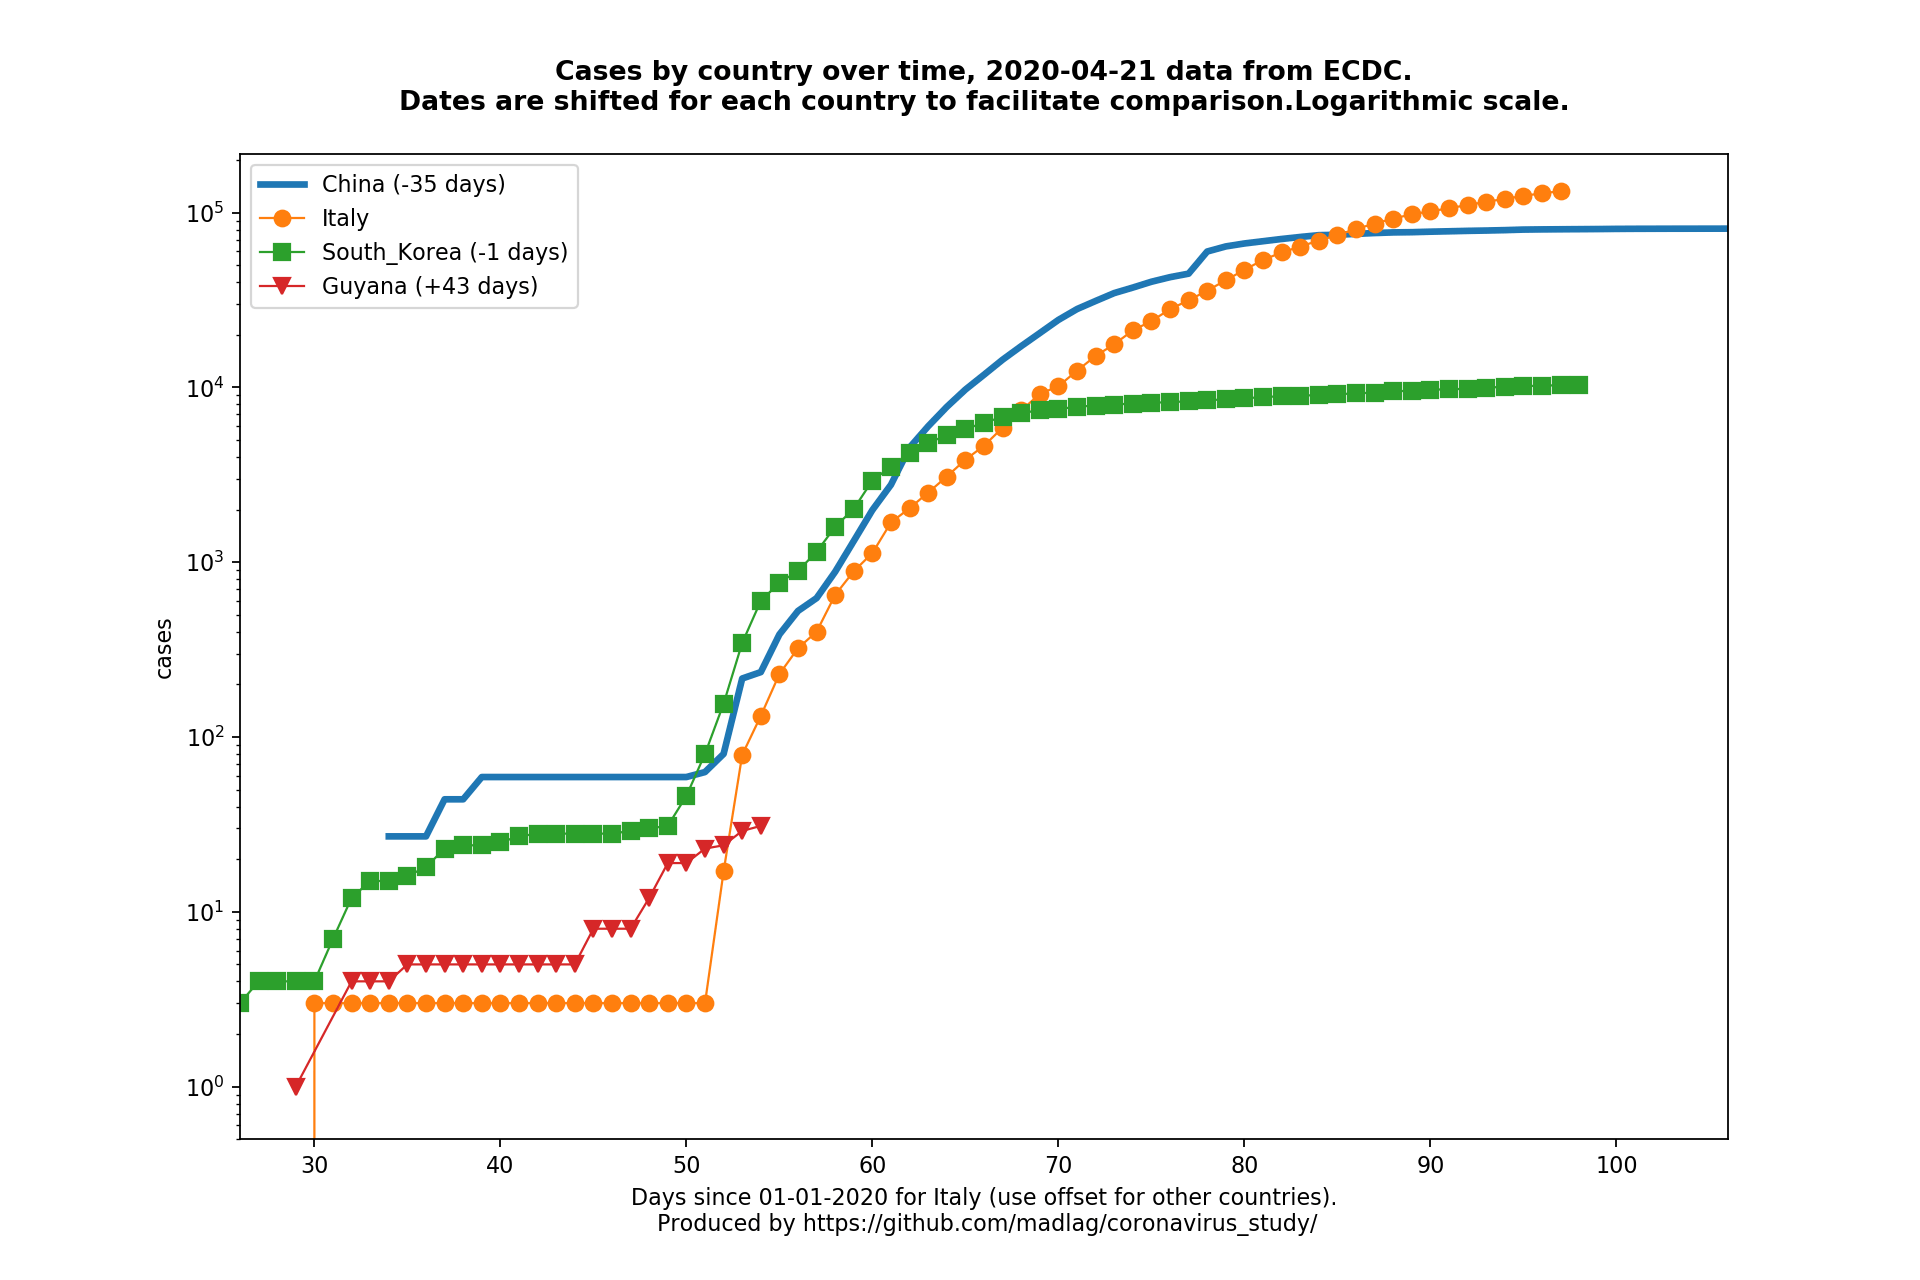 Cases by country over time, 2020-04-21 data from ECDC.
Dates are shifted for each country to facilitate comparison.Logarithmic scale.
China (-35 days)
Italy
South_Korea (-1 days)
Guyana (+43 days)
cases
10^5
10^4
10^3
10^2
10^1
10^0
30 40 50 60 70 80 90 100
Days since 01-01-2020 for Italy (use offset for other countries).
Produced by https://github.com/madlag/coronavirus_study/